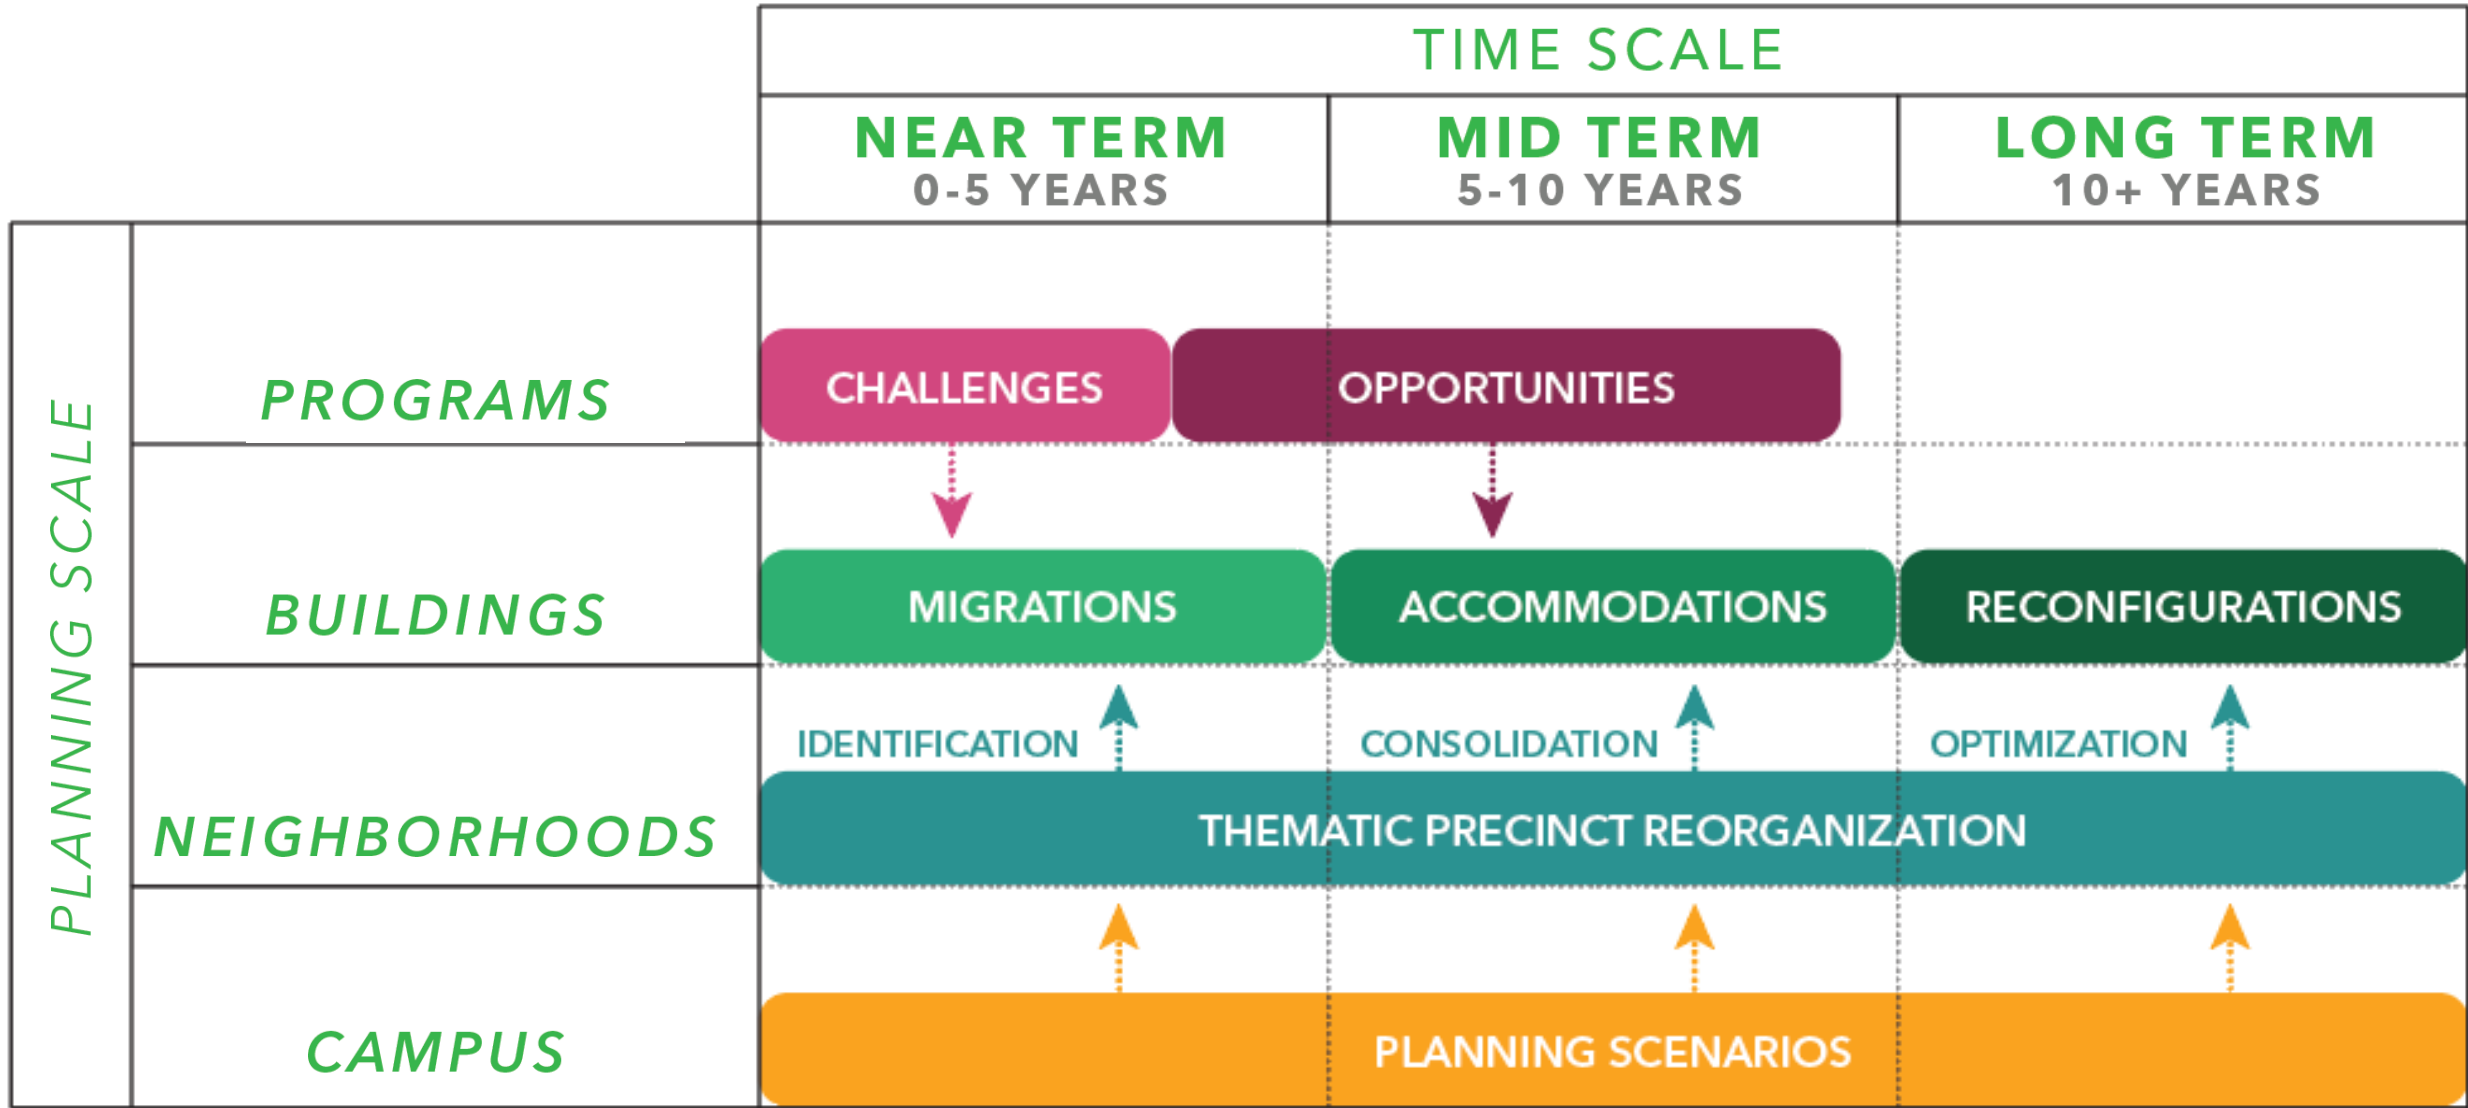 TIME SCALE
NEAR TERM
0-5 YEARS
MID TERM
5-10 YEARS
LONG TERM
10+ YEARS
PLANNING SCALE
PROGRAMS
CHALLENGES
OPPORTUNITIES
BUILDINGS
MIGRATIONS
ACCOMMODATIONS
RECONFIGURATIONS
IDENTIFICATION
CONSOLIDATION
OPTIMIZATION
NEIGHBORHOODS
THEMATIC PRECINCT REORGANIZATION
CAMPUS
PLANNING SCENARIOS